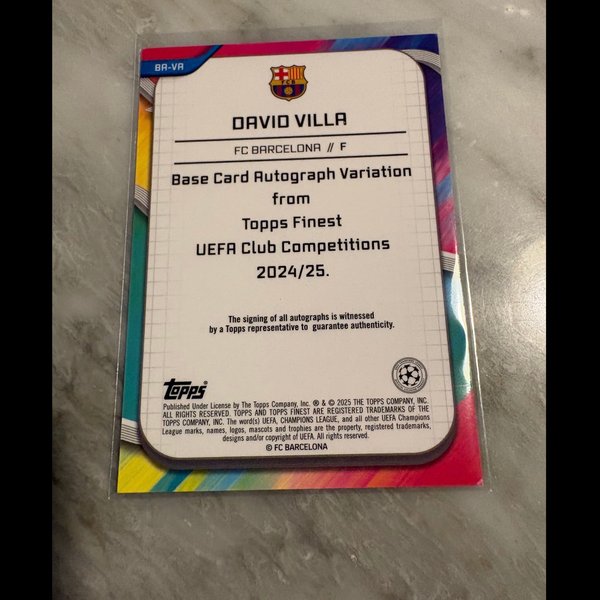 BA-VA
FCB
DAVID VILLA
FC BARCELONA // F
Base Card Autograph Variation
from
Topps Finest
UEFA Club Competitions
2024/25.
The signing of all autographs is witnessed
by a Topps representative to guarantee authenticity.
topps®
Published Under License by The Topps Company, Inc. ® & © 2025 THE TOPPS COMPANY, INC.
ALL RIGHTS RESERVED. TOPPS AND TOPPS FINEST ARE REGISTERED TRADEMARKS OF THE
TOPPS COMPANY, INC. The word(s) UEFA, CHAMPIONS LEAGUE, and all other UEFA Champions
League marks, names, logos, mascots and trophies are the property, registered trademarks,
designs and/or copyright of UEFA. All rights reserved.
© FC BARCELONA